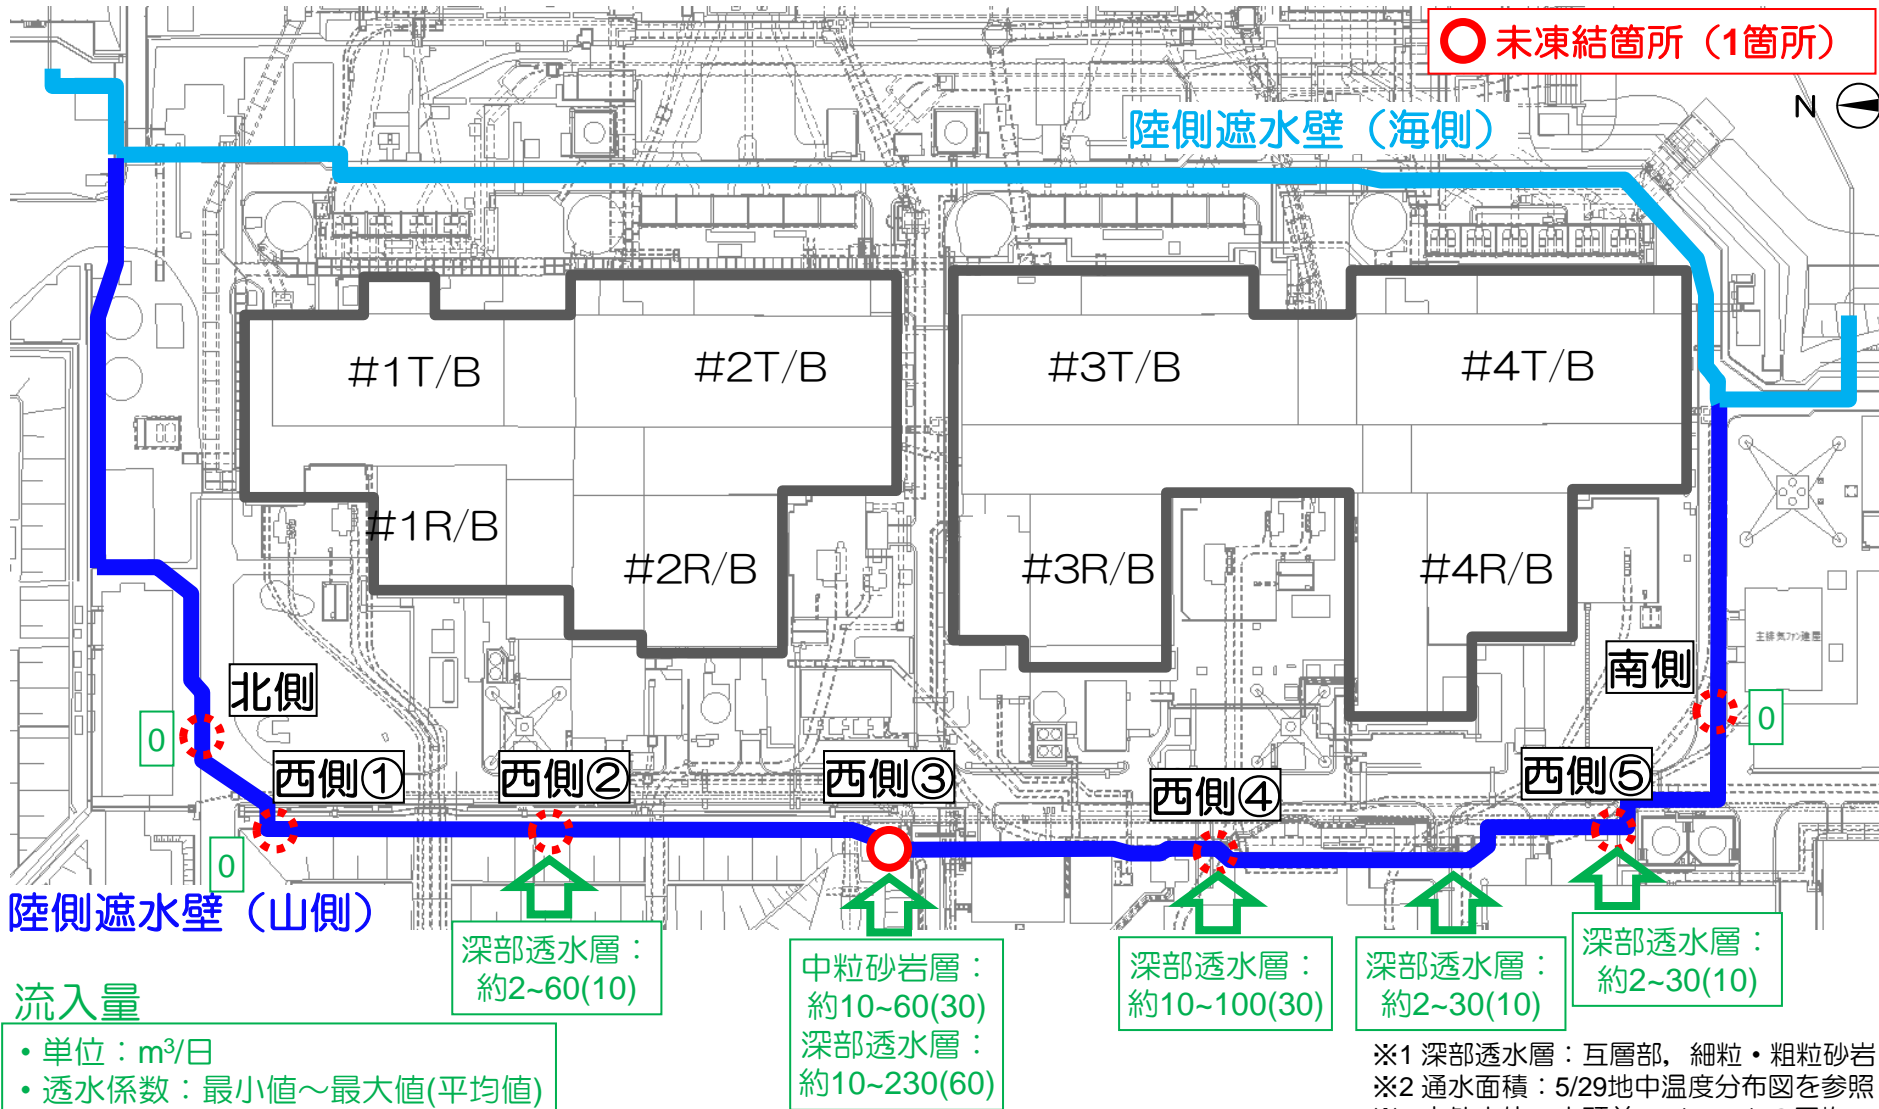 未凍結箇所（1箇所）
N
陸側遮水壁（海側）
#1T/B
#2T/B
#3T/B
#4T/B
#1R/B
#2R/B
#3R/B
#4R/B
主排気ファン建屋
北側
南側
0
0
西側①
西側②
西側③
西側④
西側⑤
0
陸側遮水壁（山側）
深部透水層：
約2~60(10)
中粒砂岩層：
約10~60(30)
深部透水層：
約10~230(60)
深部透水層：
約10~100(30)
深部透水層：
約2~30(10)
深部透水層：
約2~30(10)
流入量
・単位：m³/日
・透水係数：最小値～最大値(平均値)
※1 深部透水層：互層部，細粒・粗粒砂岩
※2 通水面積：5/29地中温度分布図を参照